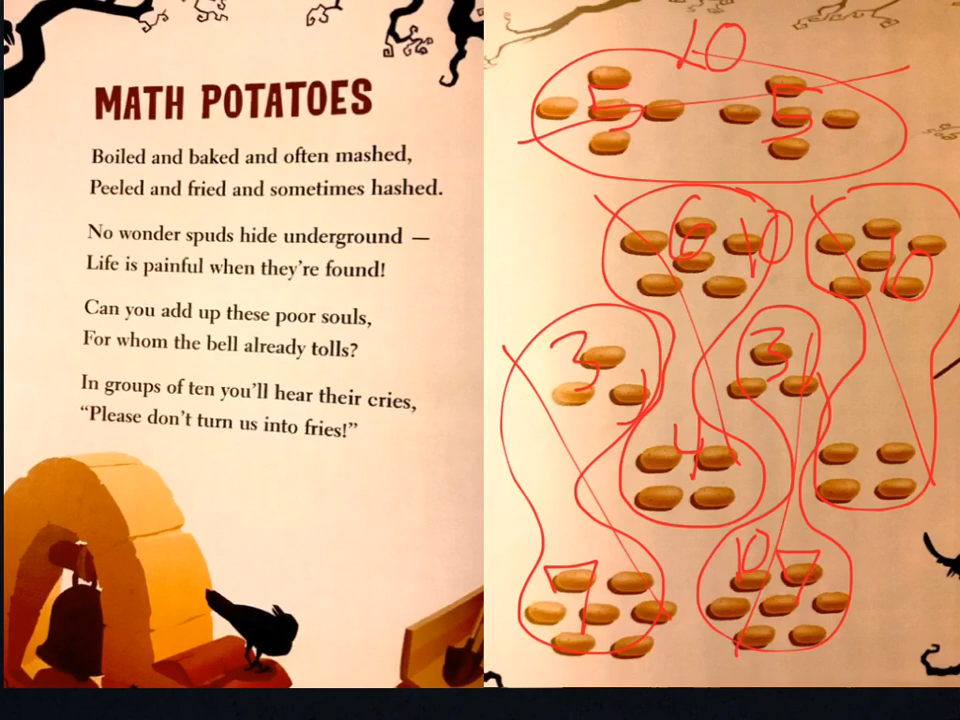 MATH POTATOES
Boiled and baked and often mashed,
Peeled and fried and sometimes hashed.
No wonder spuds hide underground —
Life is painful when they're found!
Can you add up these poor souls,
For whom the bell already tolls?
In groups of ten you'll hear their cries,
“Please don't turn us into fries!”
10
5 5
6 10 10
3 3
4
7 10 7